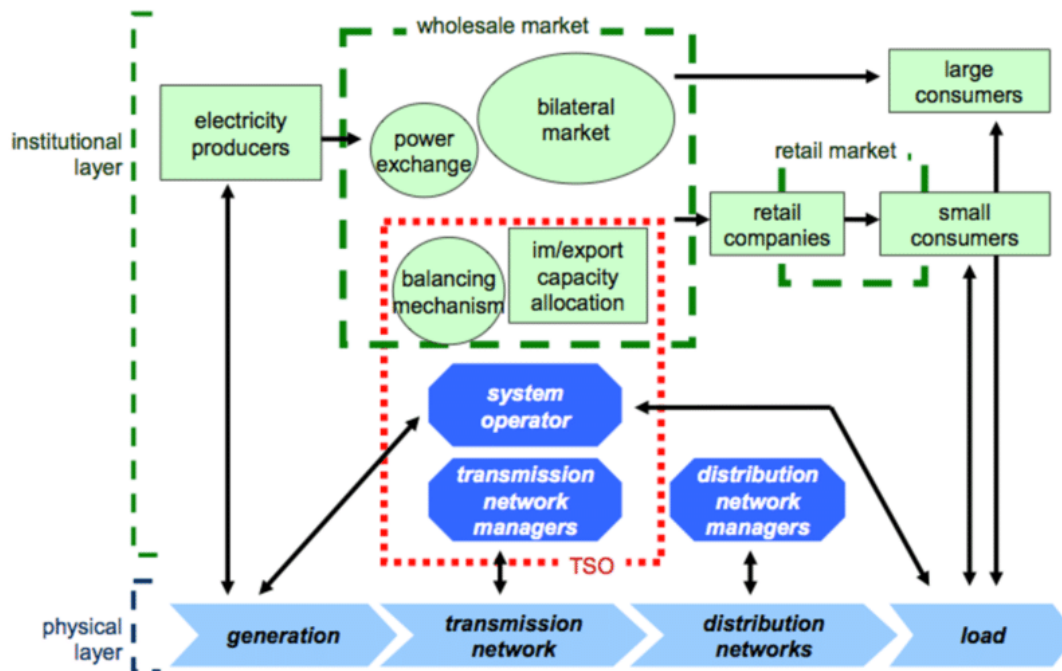 wholesale market
large
consumers
electricity
producers
bilateral
market
power
exchange
institutional
layer
retail market
retail
companies
small
consumers
im/export
capacity
allocation
balancing
mechanism
system
operator
transmission
network
managers
distribution
network
managers
TSO
physical
layer
generation
transmission
network
distribution
networks
load